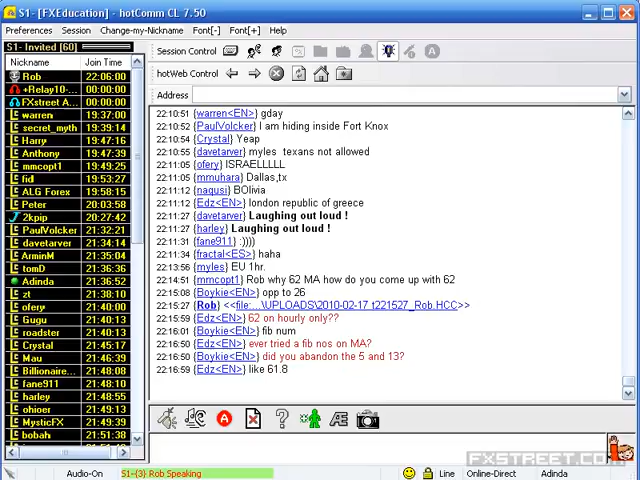 S1- [FXEducation] - hotComm CL 7.50
Preferences Session Change-my-Nickname Font[-] Font[+] Help
S1- Invited [60]
Session Control
Nickname Join Time
hotWeb Control
Address
Rob 22:06:00
+Relay10-... 00:00:00
FXstreet A... 00:00:00
warren 19:37:00
secret_myth 19:39:14
Harry 19:47:16
Anthony 19:47:39
mmcopt1 19:49:25
fid 19:53:27
ALG Forex 19:58:15
Peter 20:03:58
2kpip 20:27:42
PaulVolcker 21:32:21
davetarver 21:34:14
ArminM 21:36:36
tomD 21:36:36
Adinda 21:36:52
zt 21:38:10
ofery 21:40:00
Gugu 21:40:13
roadster 21:40:31
Crystal 21:45:17
Mau 21:46:39
Billionaire... 21:46:48
fane911 21:48:10
harley 21:48:55
ohioer 21:49:13
MysticFX 21:50:11
bobah 21:51:38
22:10:51 {warren<EN>} gday
22:10:52 {PaulVolcker} I am hiding inside Fort Knox
22:10:54 {Crystal} Yeap
22:10:55 {davetarver} myles texans not allowed
22:11:05 {ofery} ISRAELLLLL
22:11:05 {mmuhara} Dallas,tx
22:11:12 {naqusi} BOlivia
22:11:12 {Edz<EN>} london republic of greece
22:11:27 {davetarver} Laughing out loud !
22:11:27 {harley} Laughing out loud !
22:11:31 {fane911} :))))
22:11:34 {fractal<ES>} haha
22:13:56 {myles} EU 1hr.
22:14:51 {mmcopt1} Rob why 62 MA how do you come up with 62
22:15:08 {Boykie<EN>} opp to 26
22:15:27 {Rob} <<file:...\UPLOADS\2010-02-17 t221527_Rob.HCC>>
22:15:59 {Edz<EN>} 62 on hourly only??
22:16:01 {Boykie<EN>} fib num
22:16:50 {Edz<EN>} ever tried a fib nos on MA?
22:16:50 {Boykie<EN>} did you abandon the 5 and 13?
22:16:59 {Edz<EN>} like 61.8
FXSTREET.COM
Audio-On S1-{3} Rob Speaking Line Online-Direct Adinda